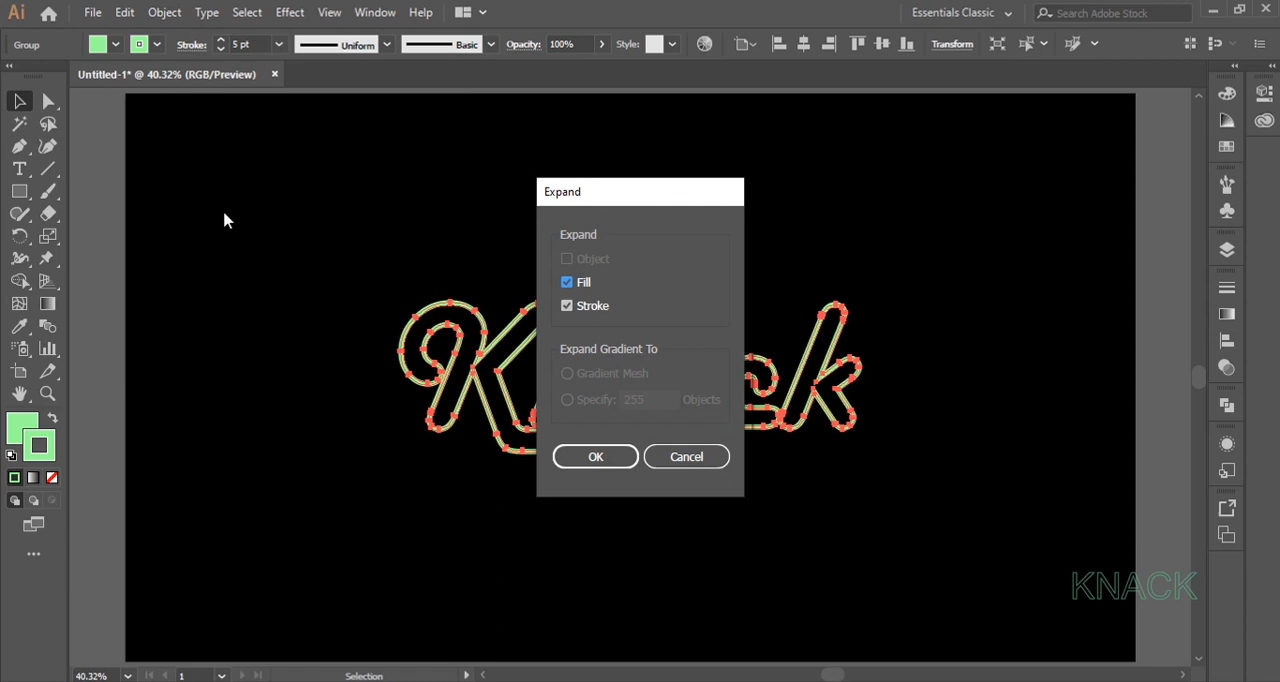 Ai File Edit Object Type Select Effect View Window Help Essentials Classic Search Adobe Stock
Group Stroke: 5 pt Uniform Basic Opacity: 100% Style: Transform
Untitled-1* @ 40.32% (RGB/Preview) ×
Expand
Expand
Object
Fill
Stroke
Expand Gradient To
Gradient Mesh
Specify: 255 Objects
OK Cancel
KNACK
40.32% 1 Selection